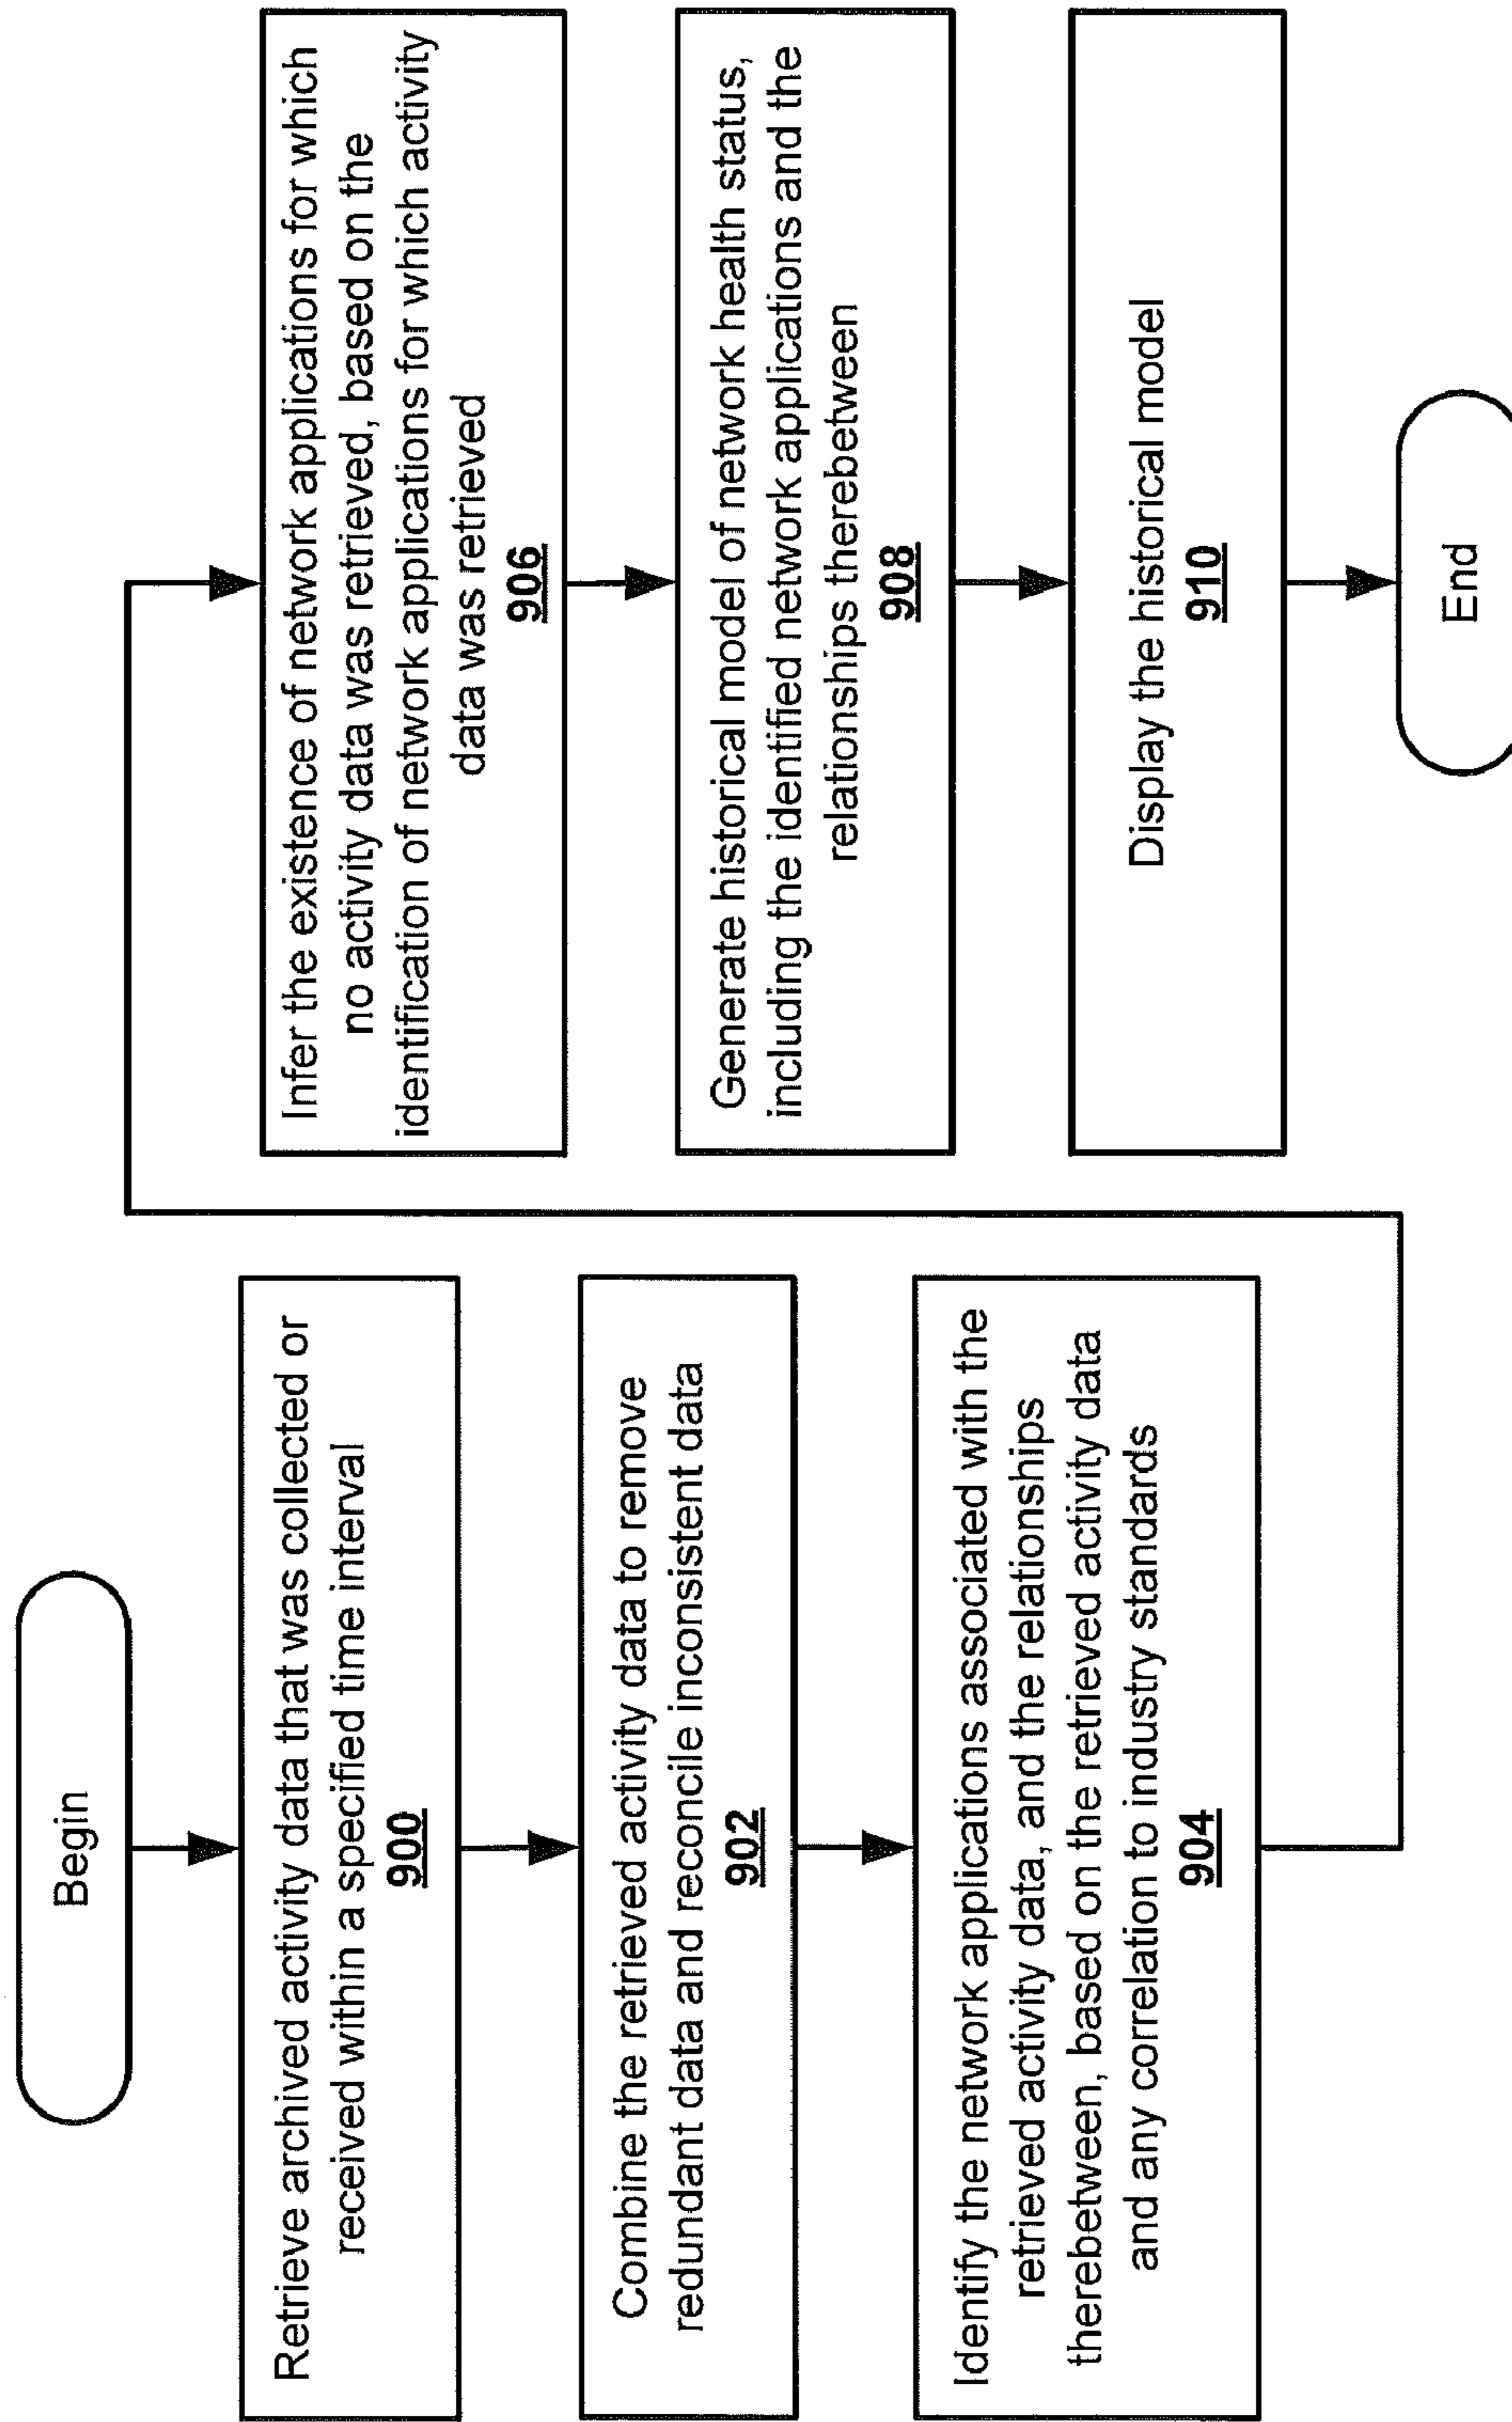 Begin
Retrieve archived activity data that was collected or
received within a specified time interval
900
Combine the retrieved activity data to remove
redundant data and reconcile inconsistent data
902
Identify the network applications associated with the
retrieved activity data, and the relationships
therebetween, based on the retrieved activity data
and any correlation to industry standards
904
Infer the existence of network applications for which
no activity data was retrieved, based on the
identification of network applications for which activity
data was retrieved
906
Generate historical model of network health status,
including the identified network applications and the
relationships therebetween
908
Display the historical model
910
End